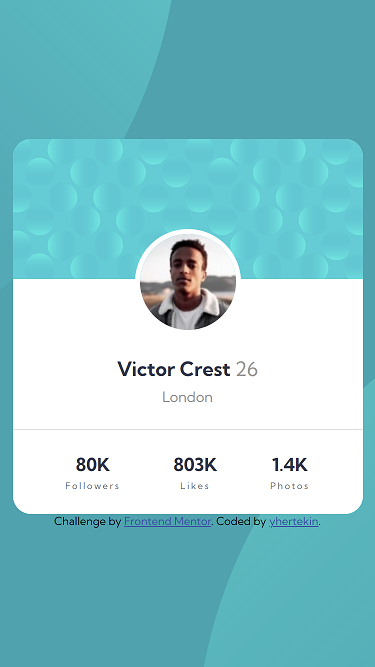 Victor Crest 26
London
80K 803K 1.4K
Followers Likes Photos
Challenge by Frontend Mentor. Coded by yhertekin.